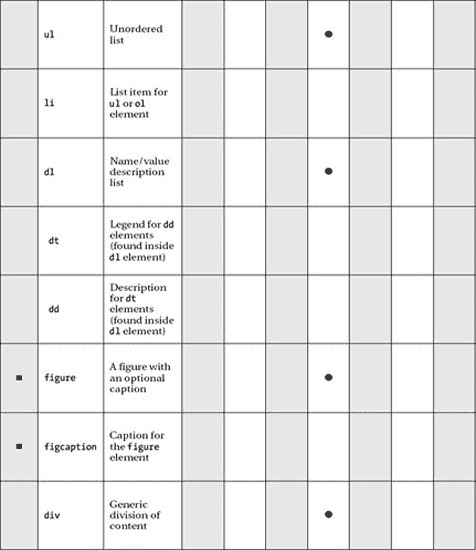 ul
Unordered
list
li
List item for
ul or ol
element
dl
Name/value
description
list
dt
Legend for dd
elements
(found inside
dl element)
dd
Description
for dt
elements
(found inside
dl element)
figure
A figure with
an optional
caption
figcaption
Caption for
the figure
element
div
Generic
division of
content